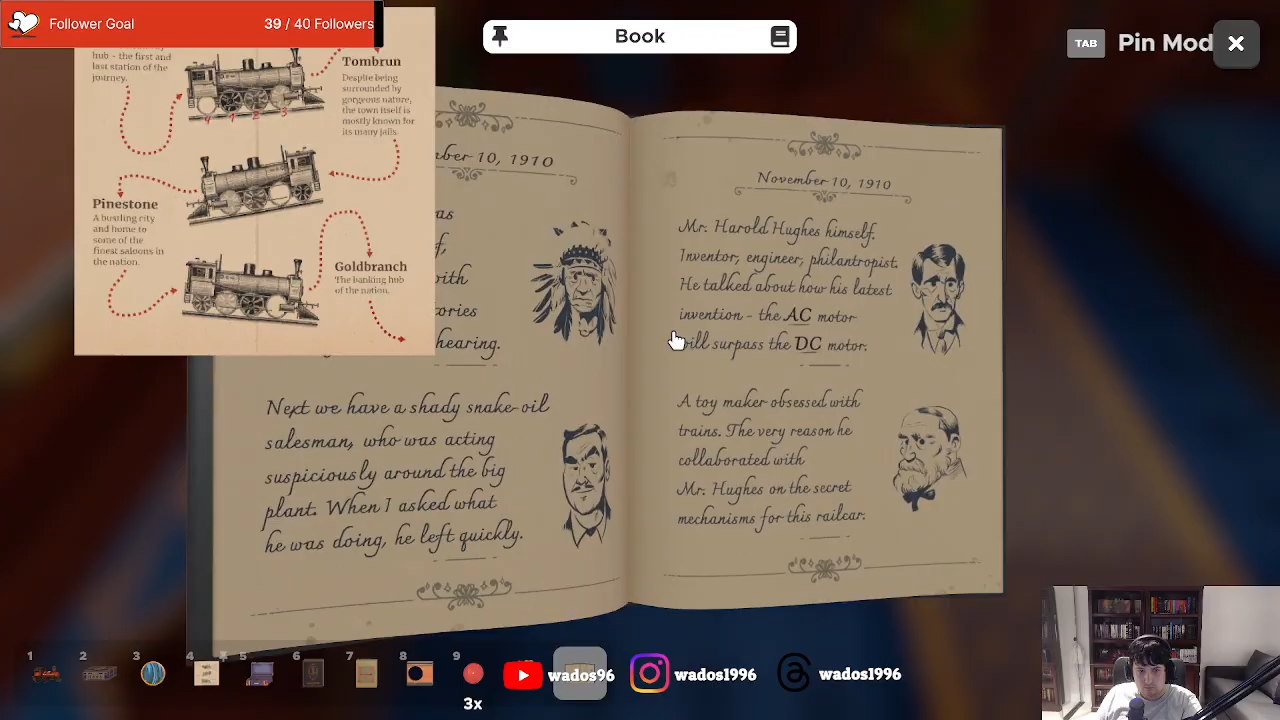 Follower Goal
39 / 40 Followers
Book
TAB
Pin Mod
hub - the first and
last station of the
journey.
Tombrun
Despite being
surrounded by
gorgeous nature,
the town itself is
mostly known for
its many jails.
Pinestone
A bustling city
and home to
some of the
finest saloons in
the nation.
Goldbranch
The banking hub
of the nation.
ber 10, 1910
as
f,
ith
ories
hearing.
Next we have a shady snake-oil
salesman, who was acting
suspiciously around the big
plant. When I asked what
he was doing, he left quickly.
November 10, 1910
Mr. Harold Hughes himself.
Inventor, engineer, philantropist.
He talked about how his latest
invention - the AC motor
will surpass the DC motor.
A toy maker obsessed with
trains. The very reason he
collaborated with
Mr. Hughes on the secret
mechanisms for this railcar.
1 2 3 4 5 6 7 8 9
3x
wados96
wados1996
wados1996